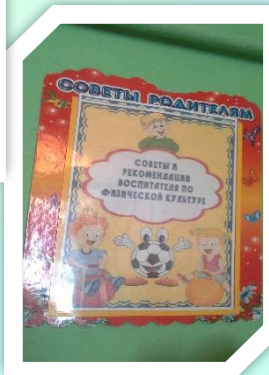 СОВЕТЫ РОДИТЕЛЯМ
СОВЕТЫ И
РЕКОМЕНДАЦИИ
ВОСПИТАТЕЛЯ ПО
ФИЗИЧЕСКОЙ КУЛЬТУРЕ